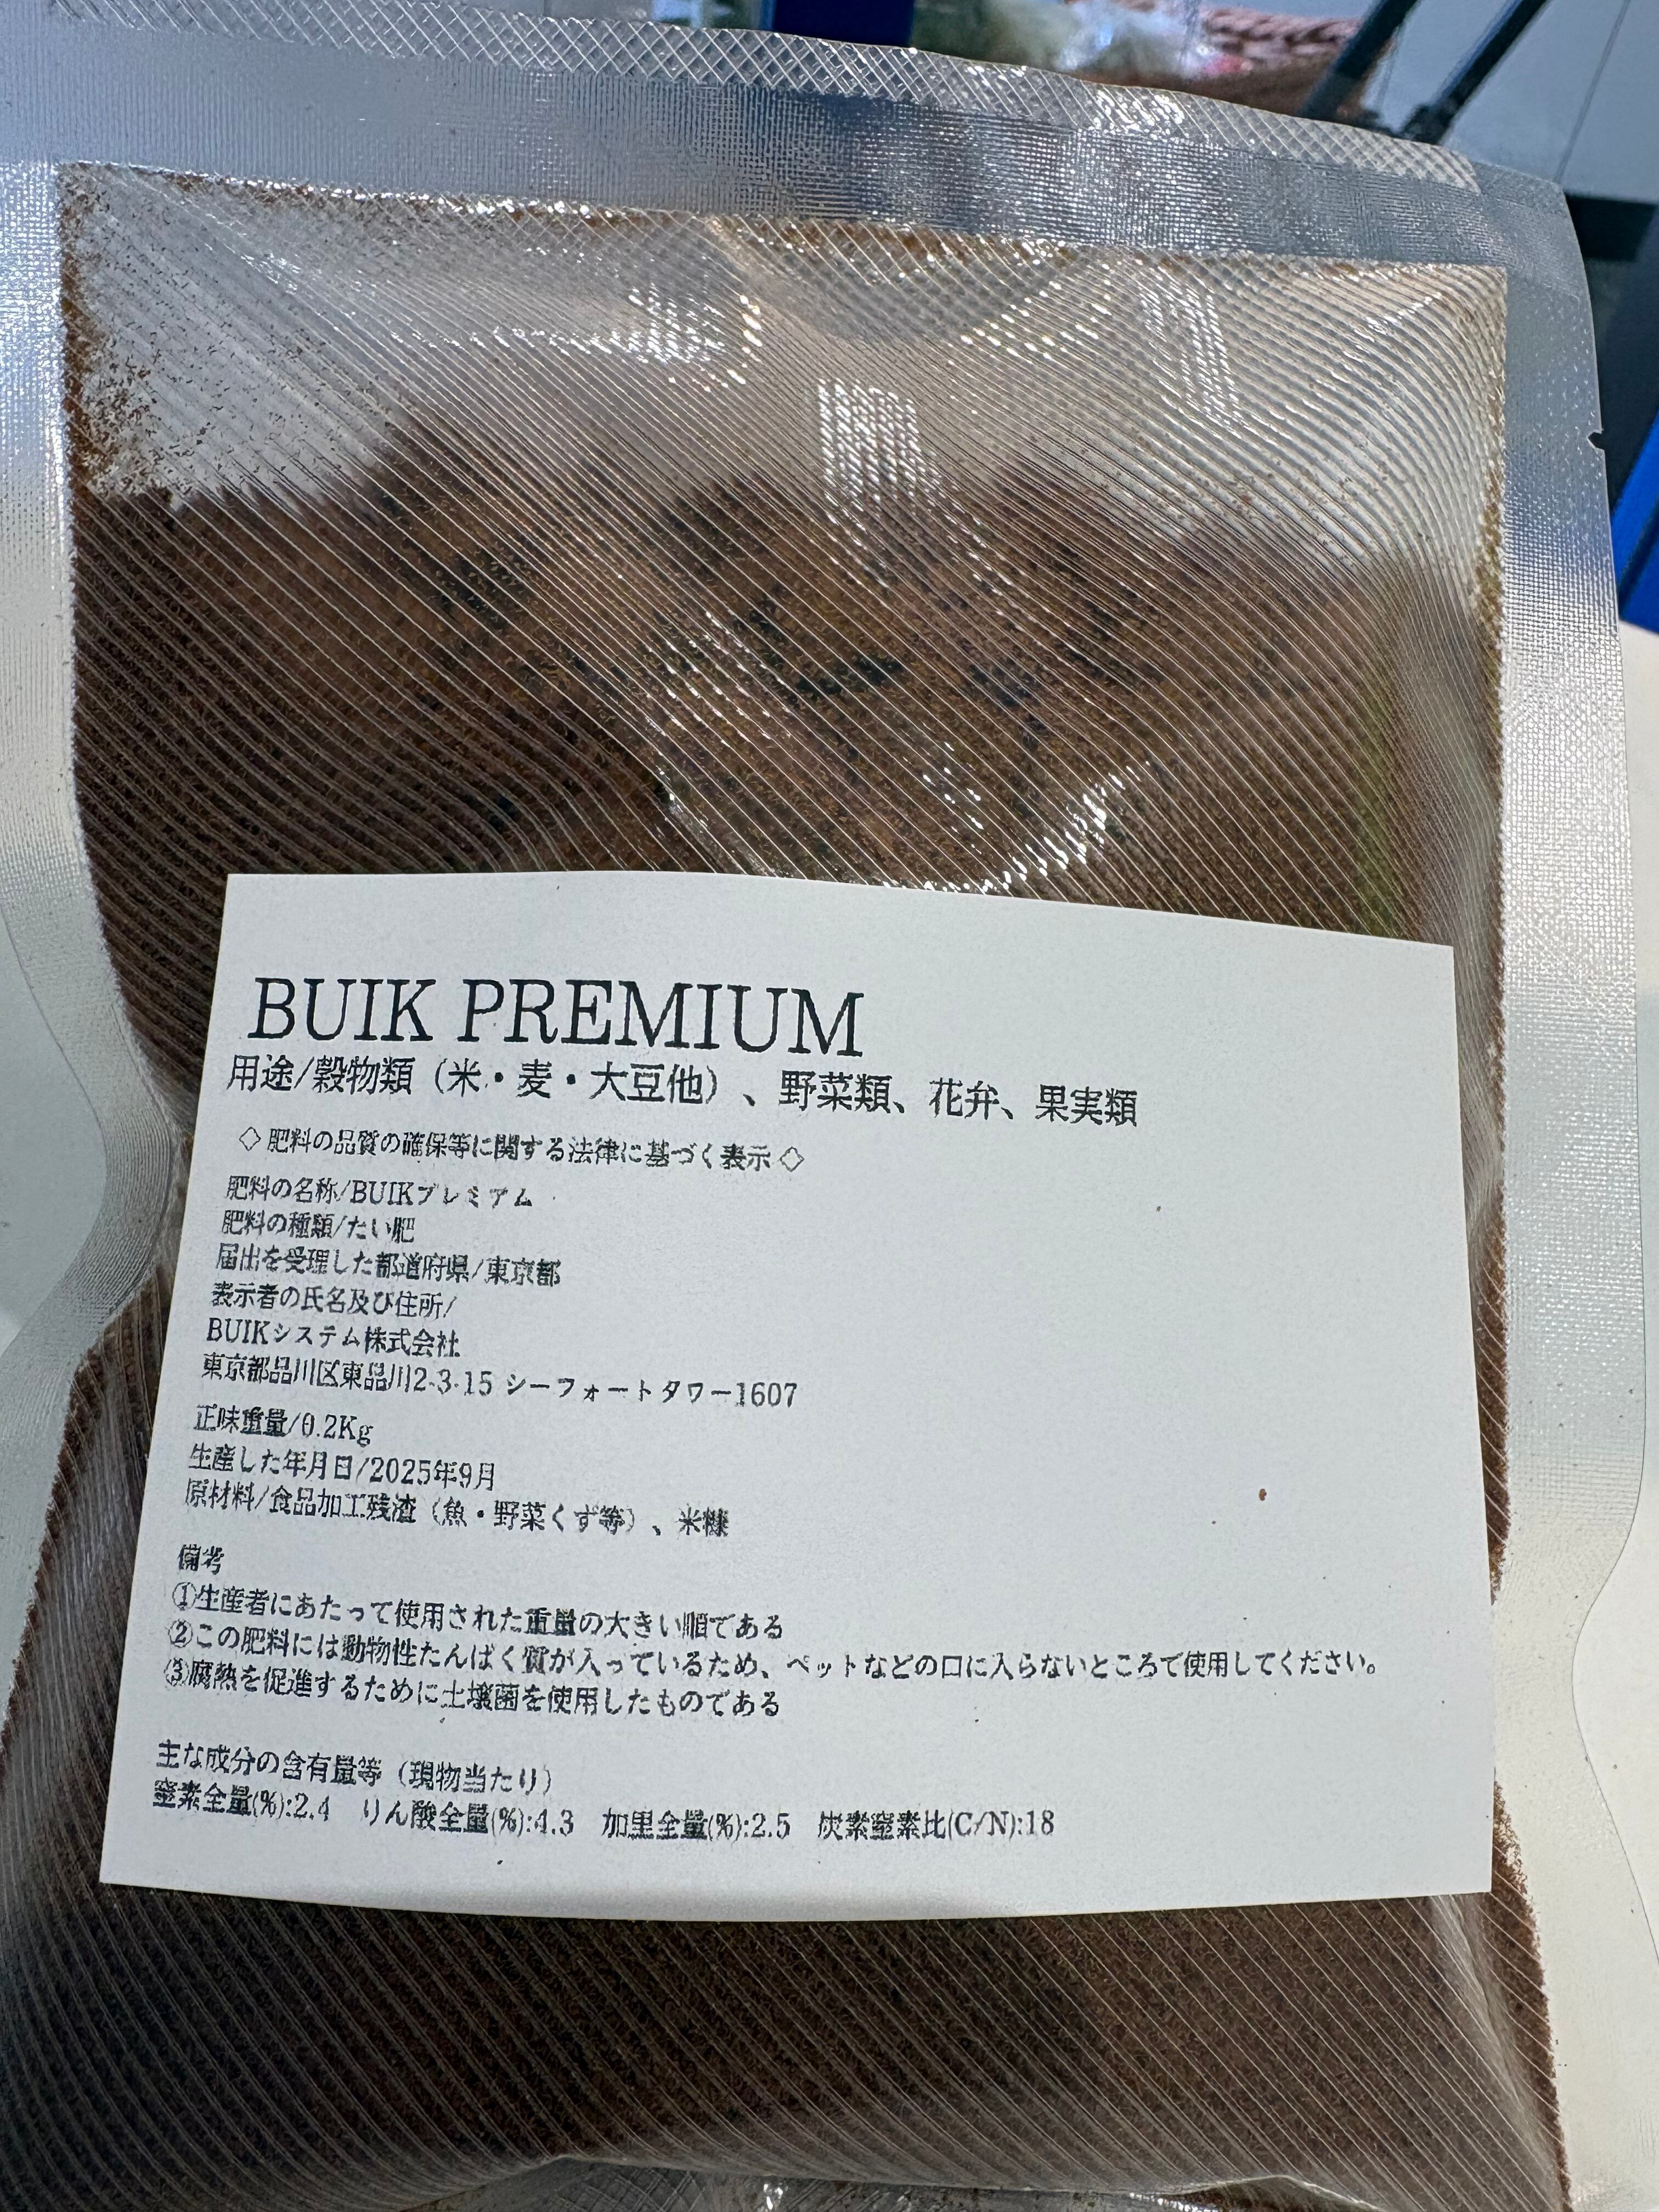 BUIK PREMIUM
用途/穀物類（米・麦・大豆他）、野菜類、花弁、果実類
◇肥料の品質の確保等に関する法律に基づく表示◇
肥料の名称/BUIKプレミアム
肥料の種類/たい肥
届出を受理した都道府県/東京都
表示者の氏名及び住所/
BUIKシステム株式会社
東京都品川区東品川2-3-15 シーフォートタワー1607
正味重量/0.2Kg
生産した年月日/2025年9月
原材料/食品加工残渣（魚・野菜くず等）、米糠
備考
①生産者にあたって使用された重量の大きい順である
②この肥料には動物性たんぱく質が入っているため、ペットなどの口に入らないところで使用してください。
③腐熱を促進するために土壌菌を使用したものである
主な成分の含有量等（現物当たり）
窒素全量(%):2.4　りん酸全量(%):4.3　加里全量(%):2.5　炭素窒素比(C/N):18